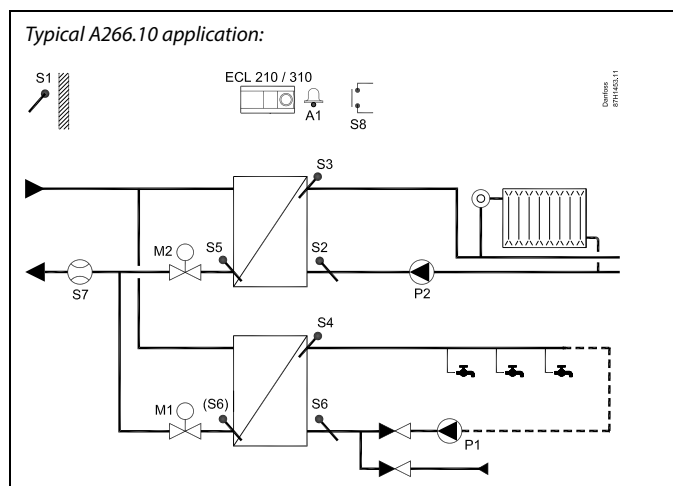 Typical A266.10 application:
S1
ECL 210 / 310
A1
S8
Danfoss
87H1453.11
S3
M2
S5
S2
S7
P2
S4
M1
(S6)
S6
P1